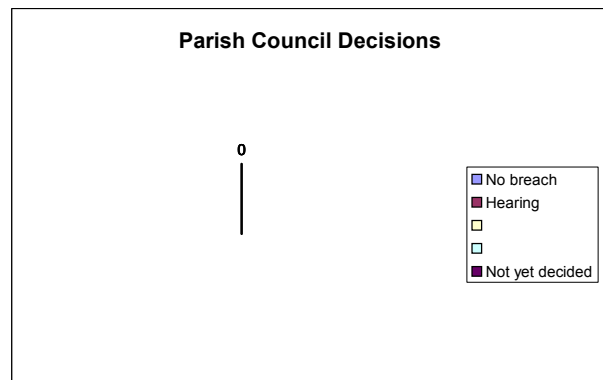 Parish Council Decisions
0
No breach
Hearing
Not yet decided